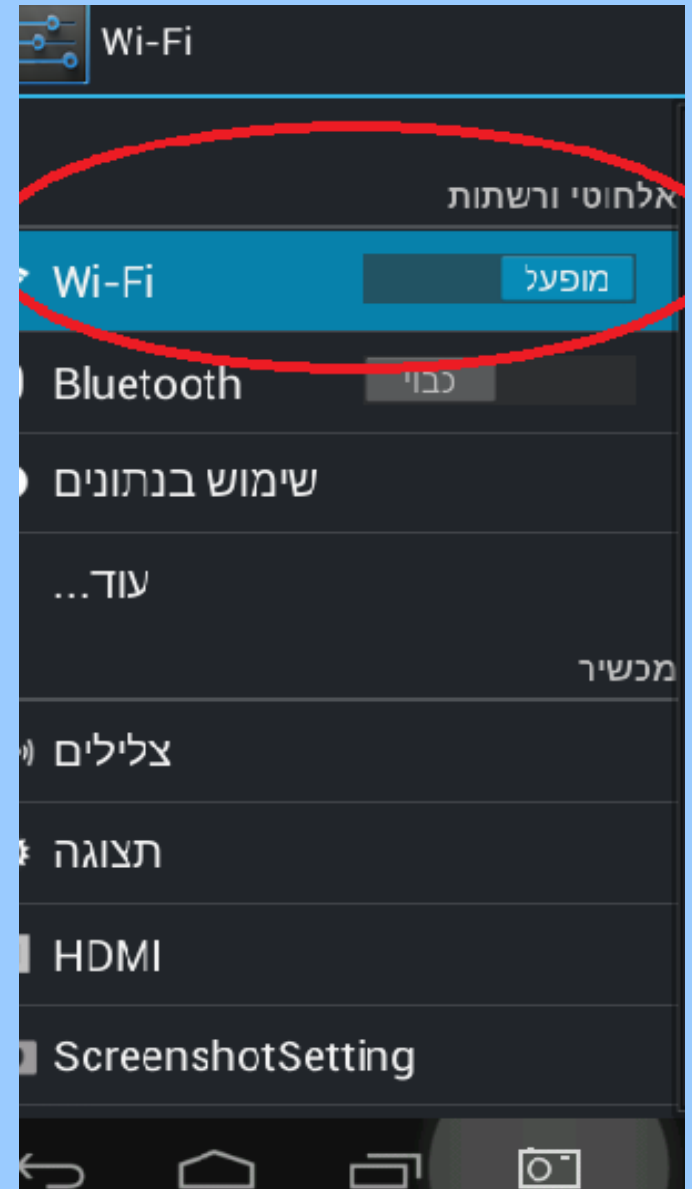 Wi-Fi
אלחוטי ורשתות
Wi-Fi מופעל
Bluetooth כבוי
שימוש בנתונים
עוד...
מכשיר
צלילים
תצוגה
HDMI
ScreenshotSetting